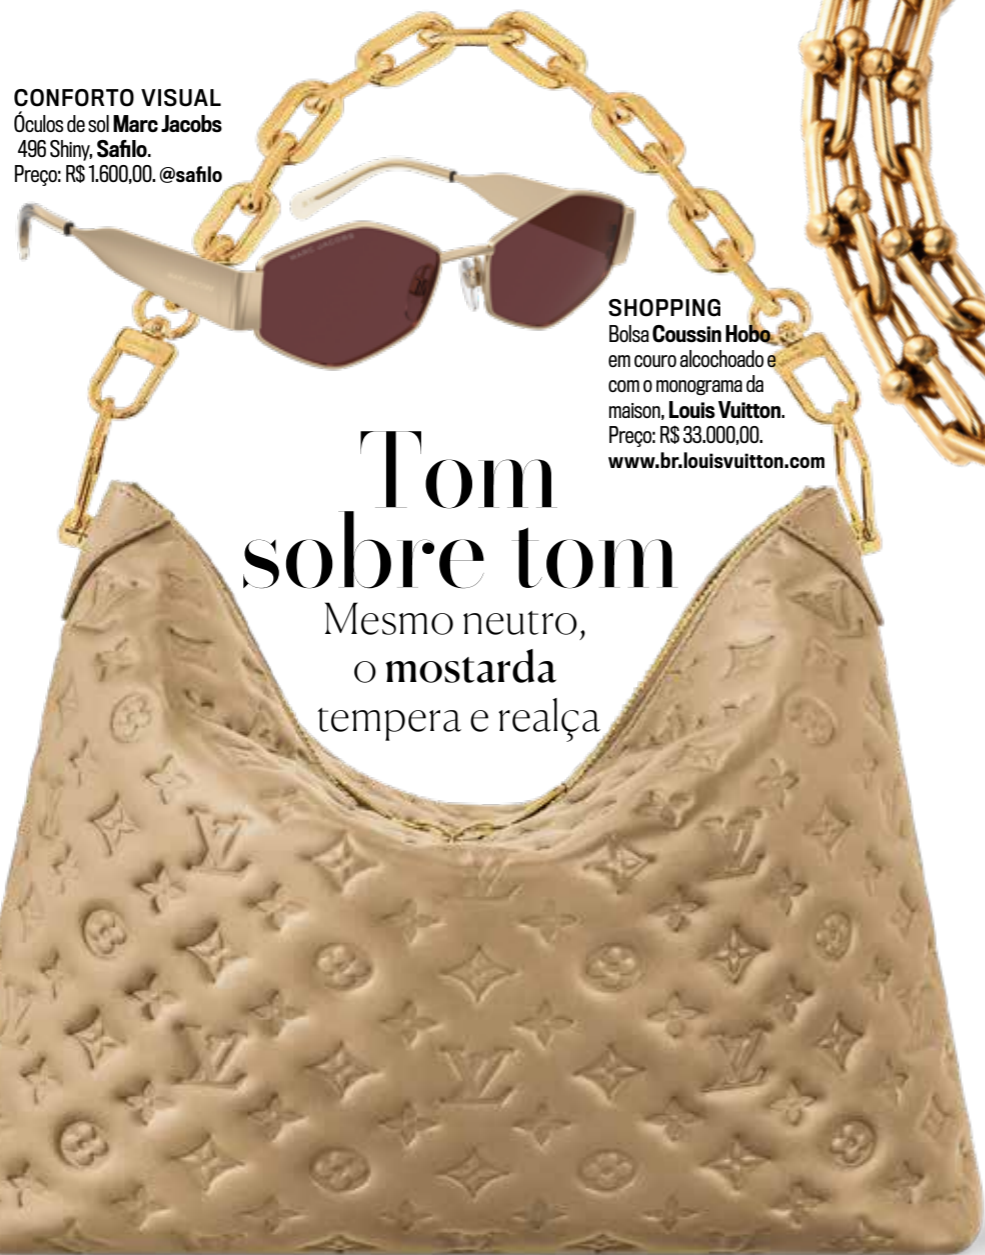 CONFORTO VISUAL
Óculos de sol Marc Jacobs
496 Shiny, Safilo.
Preço: R$ 1.600,00. @safilo
MARC JACOBS
SHOPPING
Bolsa Coussin Hobo
em couro alcochoado e
com o monograma da
maison, Louis Vuitton.
Preço: R$ 33.000,00.
www.br.louisvuitton.com
Tom
sobre tom
Mesmo neutro,
o mostarda
tempera e realça